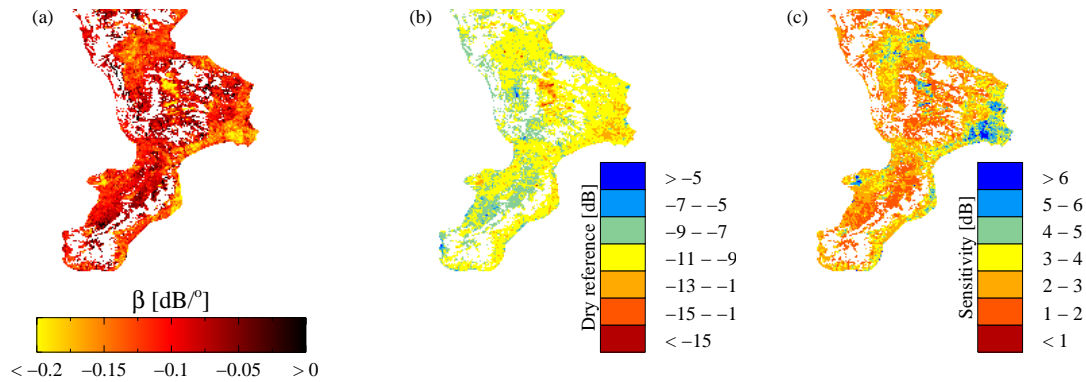 (a)
(b)
(c)
β [dB/°]
< −0.2 −0.15 −0.1 −0.05 > 0
Dry reference [dB]
> −5
−7 − −5
−9 − −7
−11 − −9
−13 − −1
−15 − −1
< −15
Sensitivity [dB]
> 6
5 − 6
4 − 5
3 − 4
2 − 3
1 − 2
< 1